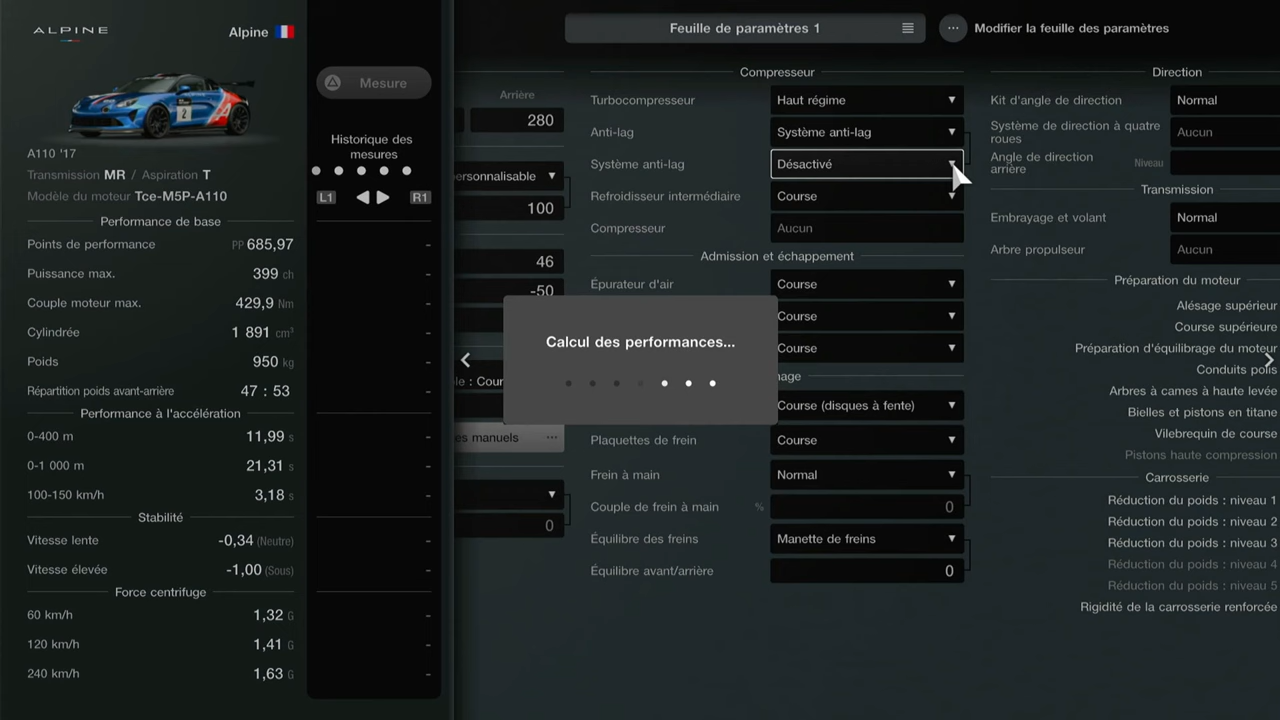 ALPINE
Alpine
A110 '17
Transmission MR / Aspiration T
Modèle du moteur Tce-M5P-A110
Performance de base
Points de performance PP 685,97
Puissance max. 399 ch
Couple moteur max. 429,9 Nm
Cylindrée 1 891 cm³
Poids 950 kg
Répartition poids avant-arrière 47 : 53
Performance à l'accélération
0-400 m 11,99 s
0-1 000 m 21,31 s
100-150 km/h 3,18 s
Stabilité
Vitesse lente -0,34 (Neutre)
Vitesse élevée -1,00 (Sous)
Force centrifuge
60 km/h 1,32 G
120 km/h 1,41 G
240 km/h 1,63 G
Mesure
Historique des
mesures
L1 R1
Feuille de paramètres 1
Modifier la feuille des paramètres
Arrière
280
ersonnalisable
100
46
-50
le : Cour
es manuels
0
Compresseur
Turbocompresseur Haut régime
Anti-lag Système anti-lag
Système anti-lag Désactivé
Refroidisseur intermédiaire Course
Compresseur Aucun
Admission et échappement
Épurateur d'air Course
Course
Course
nage
Course (disques à fente)
Plaquettes de frein Course
Frein à main Normal
Couple de frein à main % 0
Équilibre des freins Manette de freins
Équilibre avant/arrière 0
Calcul des performances...
Direction
Kit d'angle de direction Normal
Système de direction à quatre
roues Aucun
Angle de direction
arrière Niveau
Transmission
Embrayage et volant Normal
Arbre propulseur Aucun
Préparation du moteur
Alésage supérieur
Course supérieure
Préparation d'équilibrage du moteur
Conduits polis
Arbres à cames à haute levée
Bielles et pistons en titane
Vilebrequin de course
Pistons haute compression
Carrosserie
Réduction du poids : niveau 1
Réduction du poids : niveau 2
Réduction du poids : niveau 3
Réduction du poids : niveau 4
Réduction du poids : niveau 5
Rigidité de la carrosserie renforcée